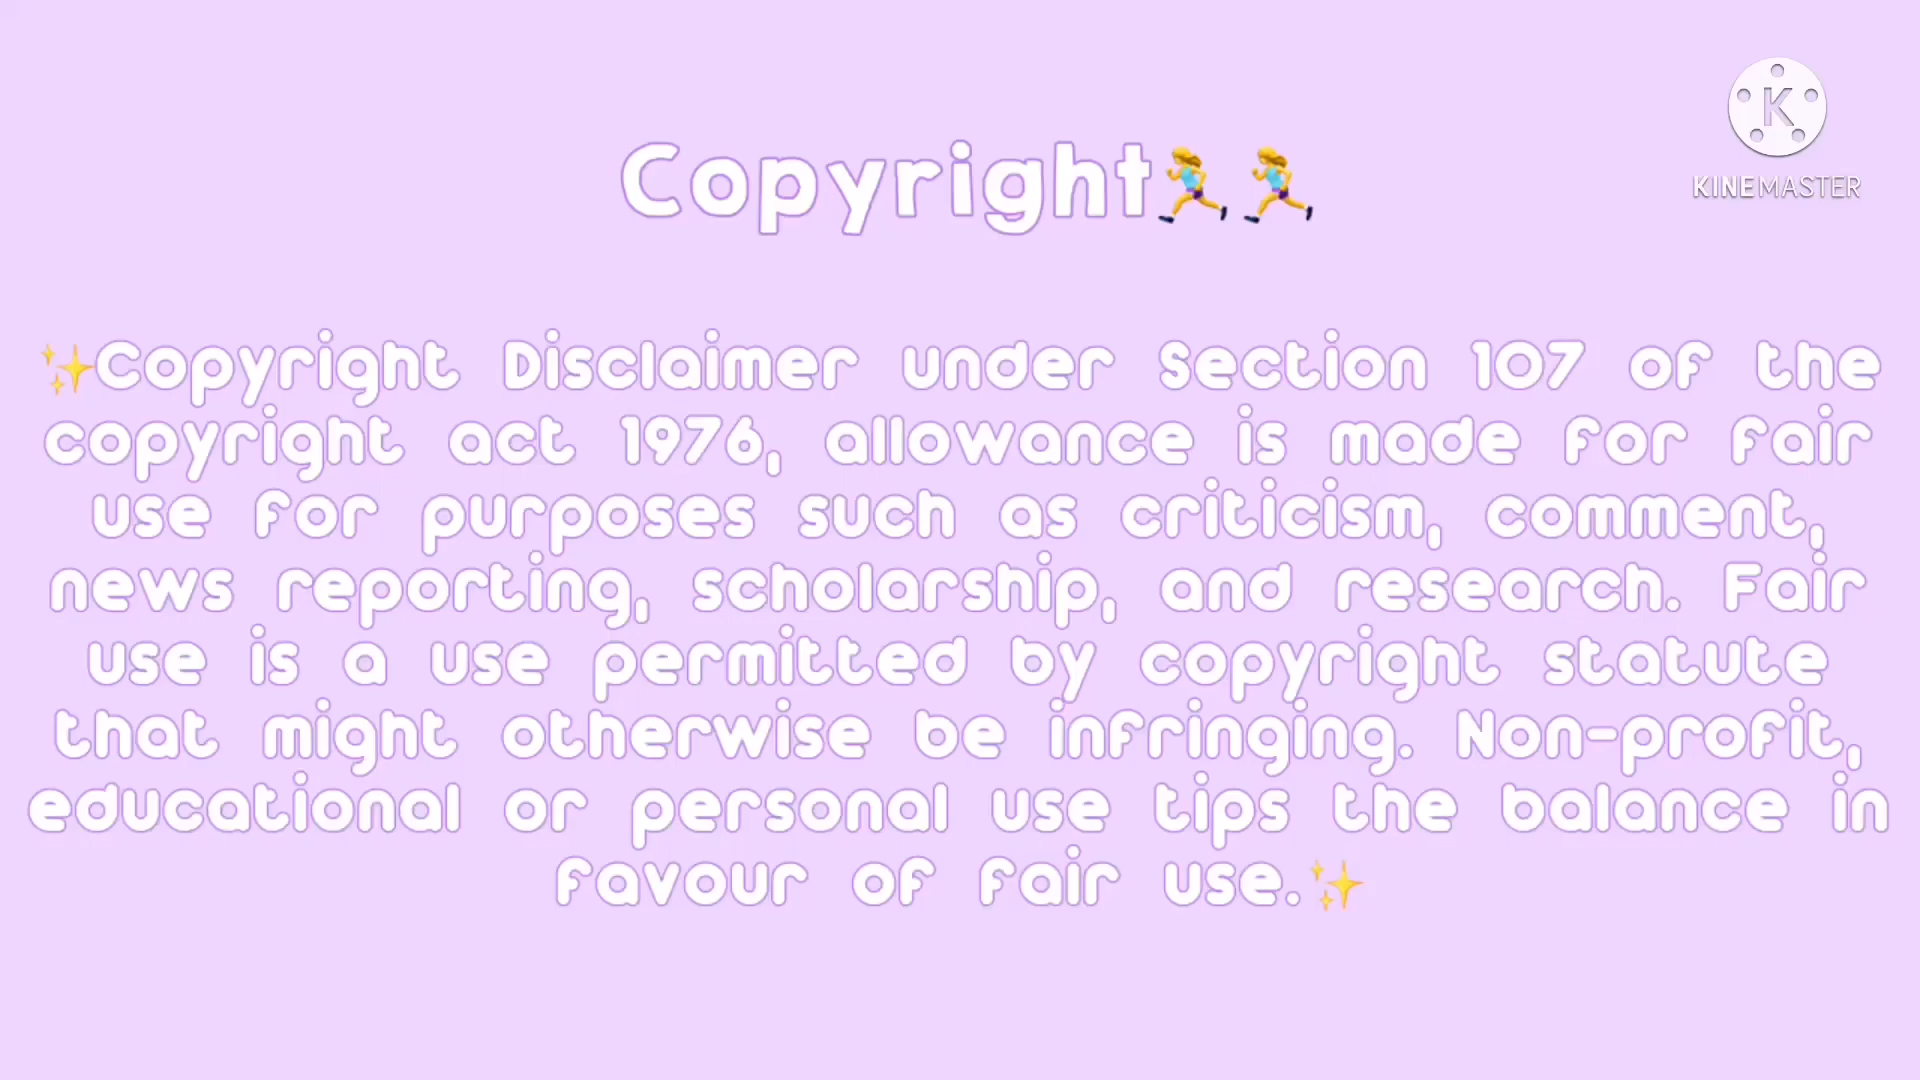 Copyright🏃‍♀️🏃‍♀️
K
KINEMASTER
✨Copyright Disclaimer under Section 107 of the
copyright act 1976, allowance is made for fair
use for purposes such as criticism, comment,
news reporting, scholarship, and research. Fair
use is a use permitted by copyright statute
that might otherwise be infringing. Non-profit,
educational or personal use tips the balance in
favour of fair use.✨